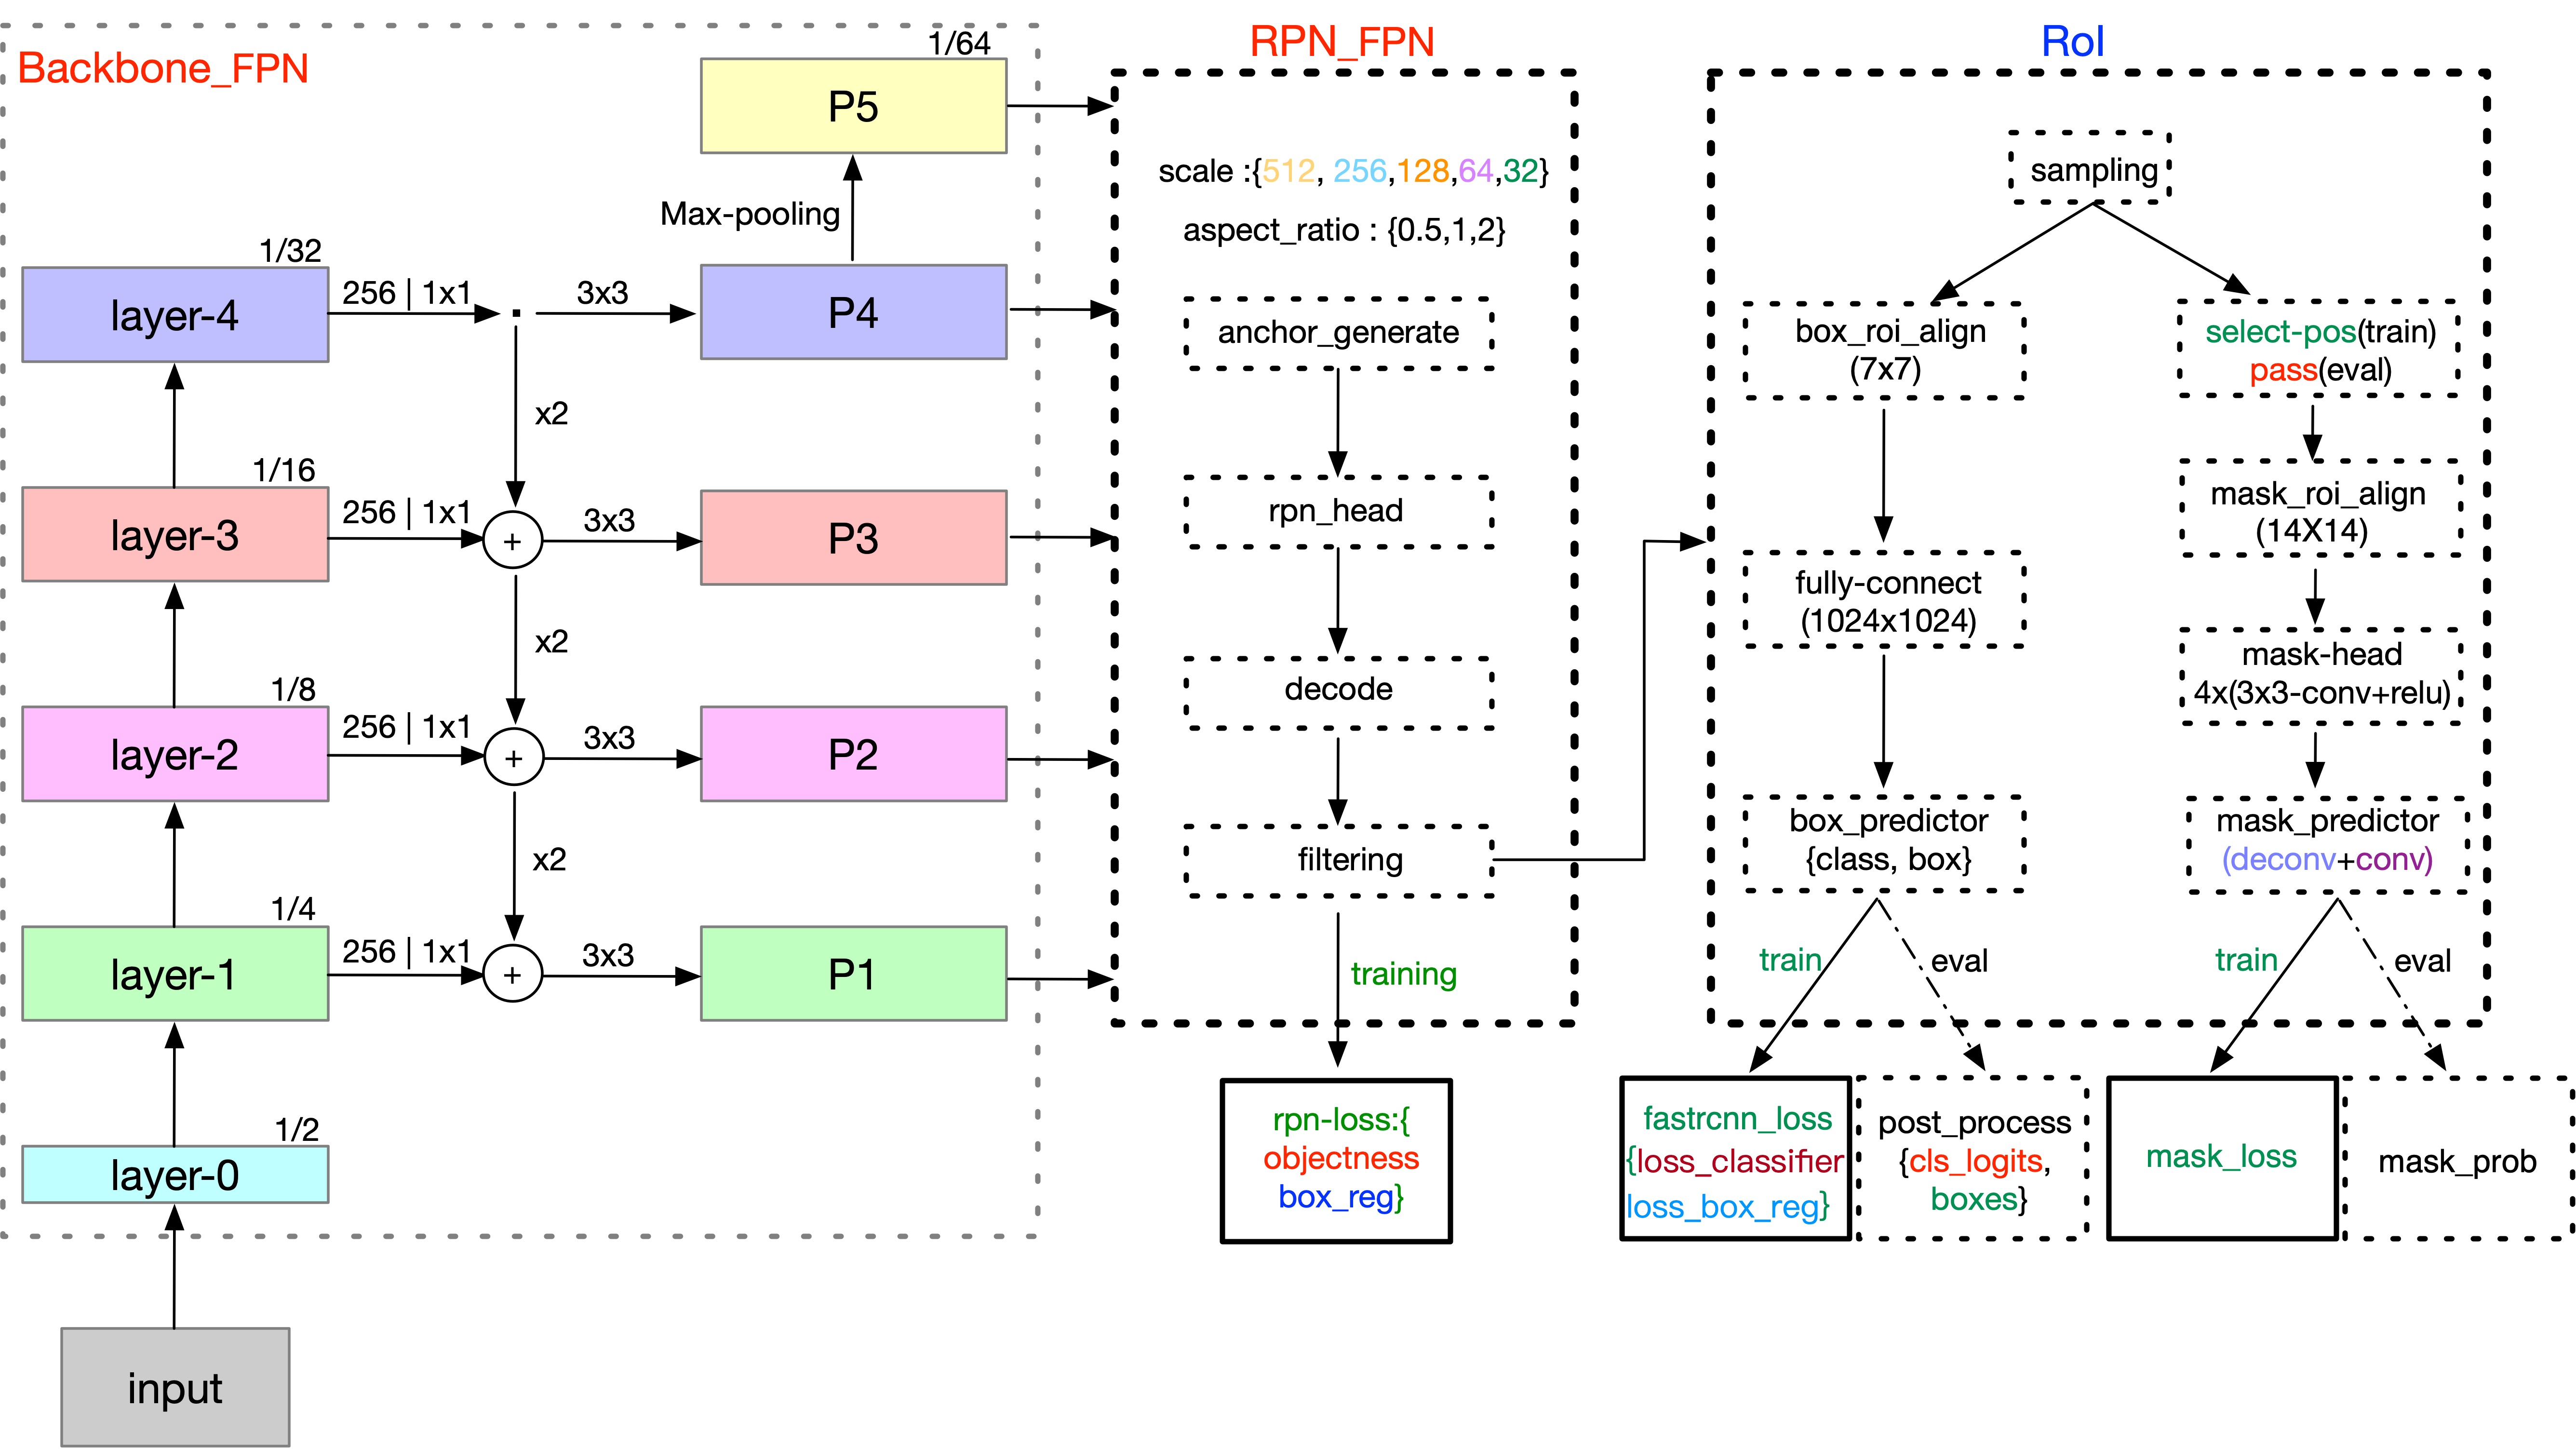 Backbone_FPN
1/64
P5
Max-pooling
1/32
layer-4
256 | 1x1
3x3
P4
x2
1/16
layer-3
256 | 1x1
+
3x3
P3
x2
1/8
layer-2
256 | 1x1
+
3x3
P2
x2
1/4
layer-1
256 | 1x1
+
3x3
P1
1/2
layer-0
input
RPN_FPN
scale :{512, 256,128,64,32}
aspect_ratio : {0.5,1,2}
anchor_generate
rpn_head
decode
filtering
training
rpn-loss:{
objectness
box_reg}
RoI
sampling
box_roi_align
(7x7)
fully-connect
(1024x1024)
box_predictor
{class, box}
train
eval
fastrcnn_loss
{loss_classifier
loss_box_reg}
post_process
{cls_logits,
boxes}
select-pos(train)
pass(eval)
mask_roi_align
(14X14)
mask-head
4x(3x3-conv+relu)
mask_predictor
(deconv+conv)
train
eval
mask_loss
mask_prob